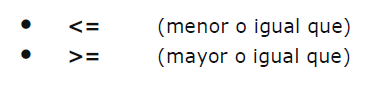 • <= (menor o igual que)
• >= (mayor o igual que)